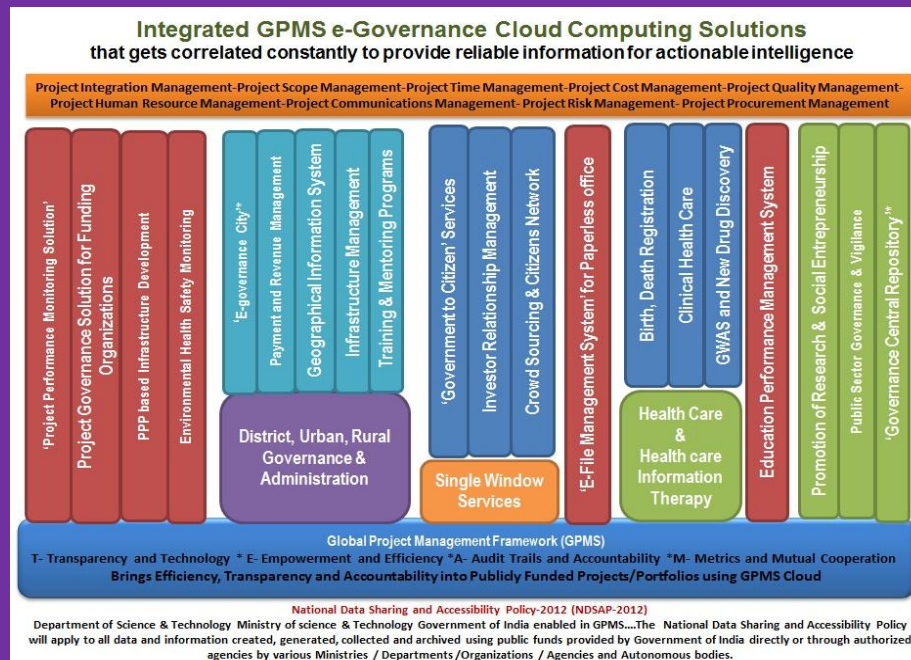 Integrated GPMS e-Governance Cloud Computing Solutions
that gets correlated constantly to provide reliable information for actionable intelligence
Project Integration Management-Project Scope Management-Project Time Management-Project Cost Management-Project Quality Management-
Project Human Resource Management-Project Communications Management- Project Risk Management- Project Procurement Management
'Project Performance Monitoring Solution'
Project Governance Solution for Funding
Organizations
PPP based Infrastructure Development
Environmental Health Safety Monitoring
'E-governance City'*
Payment and Revenue Management
Geographical Information System
Infrastructure Management
Training & Mentoring Programs
District, Urban, Rural
Governance &
Administration
'Government to Citizen' Services
Investor Relationship Management
Crowd Sourcing & Citizens Network
Single Window
Services
'E-File Management System' for Paperless office
Birth, Death Registration
Clinical Health Care
GWAS and New Drug Discovery
Health Care
&
Health care
Information
Therapy
Education Performance Management System
Promotion of Research & Social Entrepreneurship
Public Sector Governance & Vigilance
'Governance Central Repository'*
Global Project Management Framework (GPMS)
T- Transparency and Technology * E- Empowerment and Efficiency *A- Audit Trails and Accountability *M- Metrics and Mutual Cooperation
Brings Efficiency, Transparency and Accountability into Publicly Funded Projects/Portfolios using GPMS Cloud
National Data Sharing and Accessibility Policy-2012 (NDSAP-2012)
Department of Science & Technology Ministry of science & Technology Government of India enabled in GPMS....The National Data Sharing and Accessibility Policy
will apply to all data and information created, generated, collected and archived using public funds provided by Government of India directly or through authorized
agencies by various Ministries / Departments /Organizations / Agencies and Autonomous bodies.